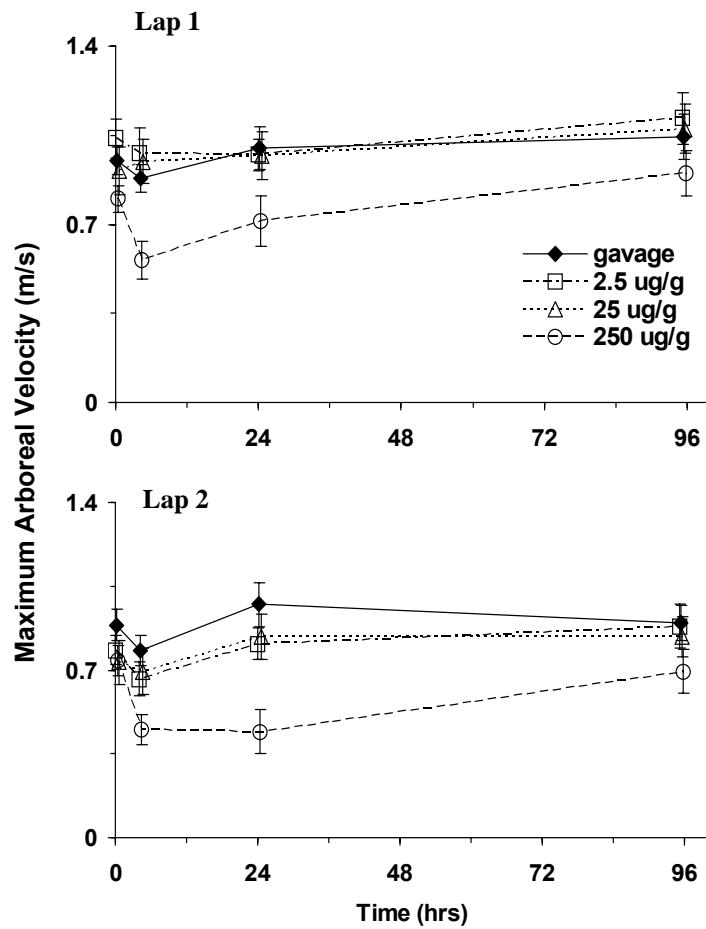 Lap 1
1.4
0.7
0
gavage
2.5 ug/g
25 ug/g
250 ug/g
0 24 48 72 96
Maximum Arboreal Velocity (m/s)
Lap 2
1.4
0.7
0
0 24 48 72 96
Time (hrs)